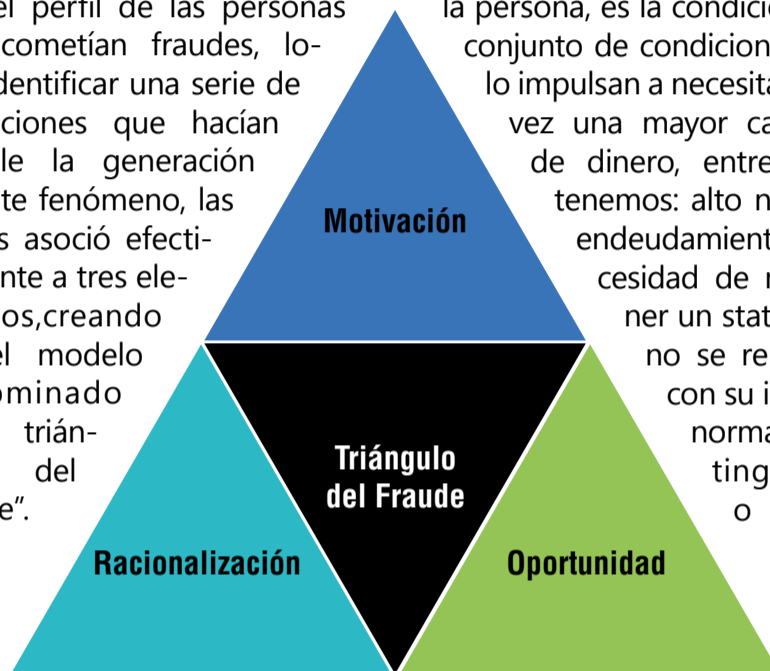 el perfil de las personas
cometían fraudes, lo-
dentificar una serie de
ciones que hacían
le la generación
te fenómeno, las
s asoció efecti-
nte a tres ele-
os,creando
el modelo
ominado
trián-
del
e”.
la persona, es la condici
conjunto de condicion
lo impulsan a necesita
vez una mayor ca
de dinero, entre
tenemos: alto n
endeudamient
cesidad de
ner un stat
no se re
con su i
norma
ting
o
Motivación
Triángulo
del Fraude
Racionalización
Oportunidad